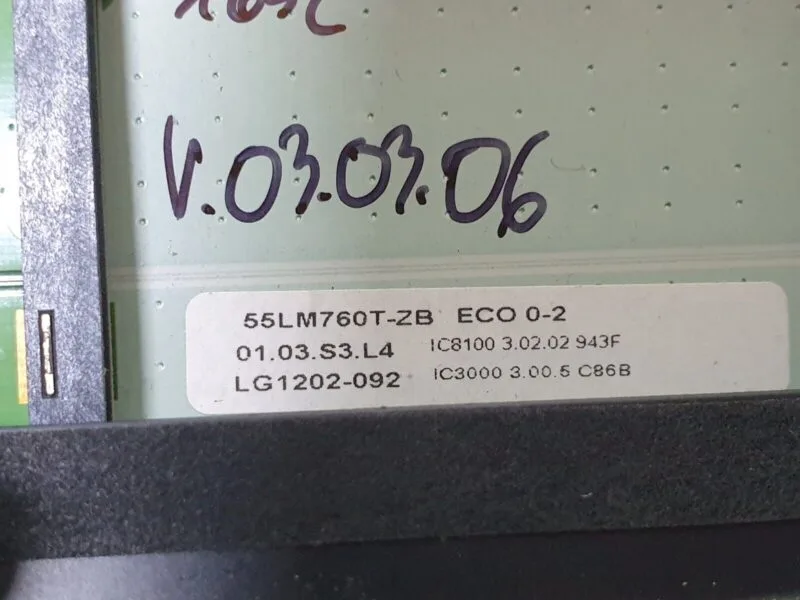 V.03.03.06
55LM760T-ZB ECO 0-2
01.03.S3.L4 IC8100 3.02.02 943F
LG1202-092 IC3000 3.00.5 C86B